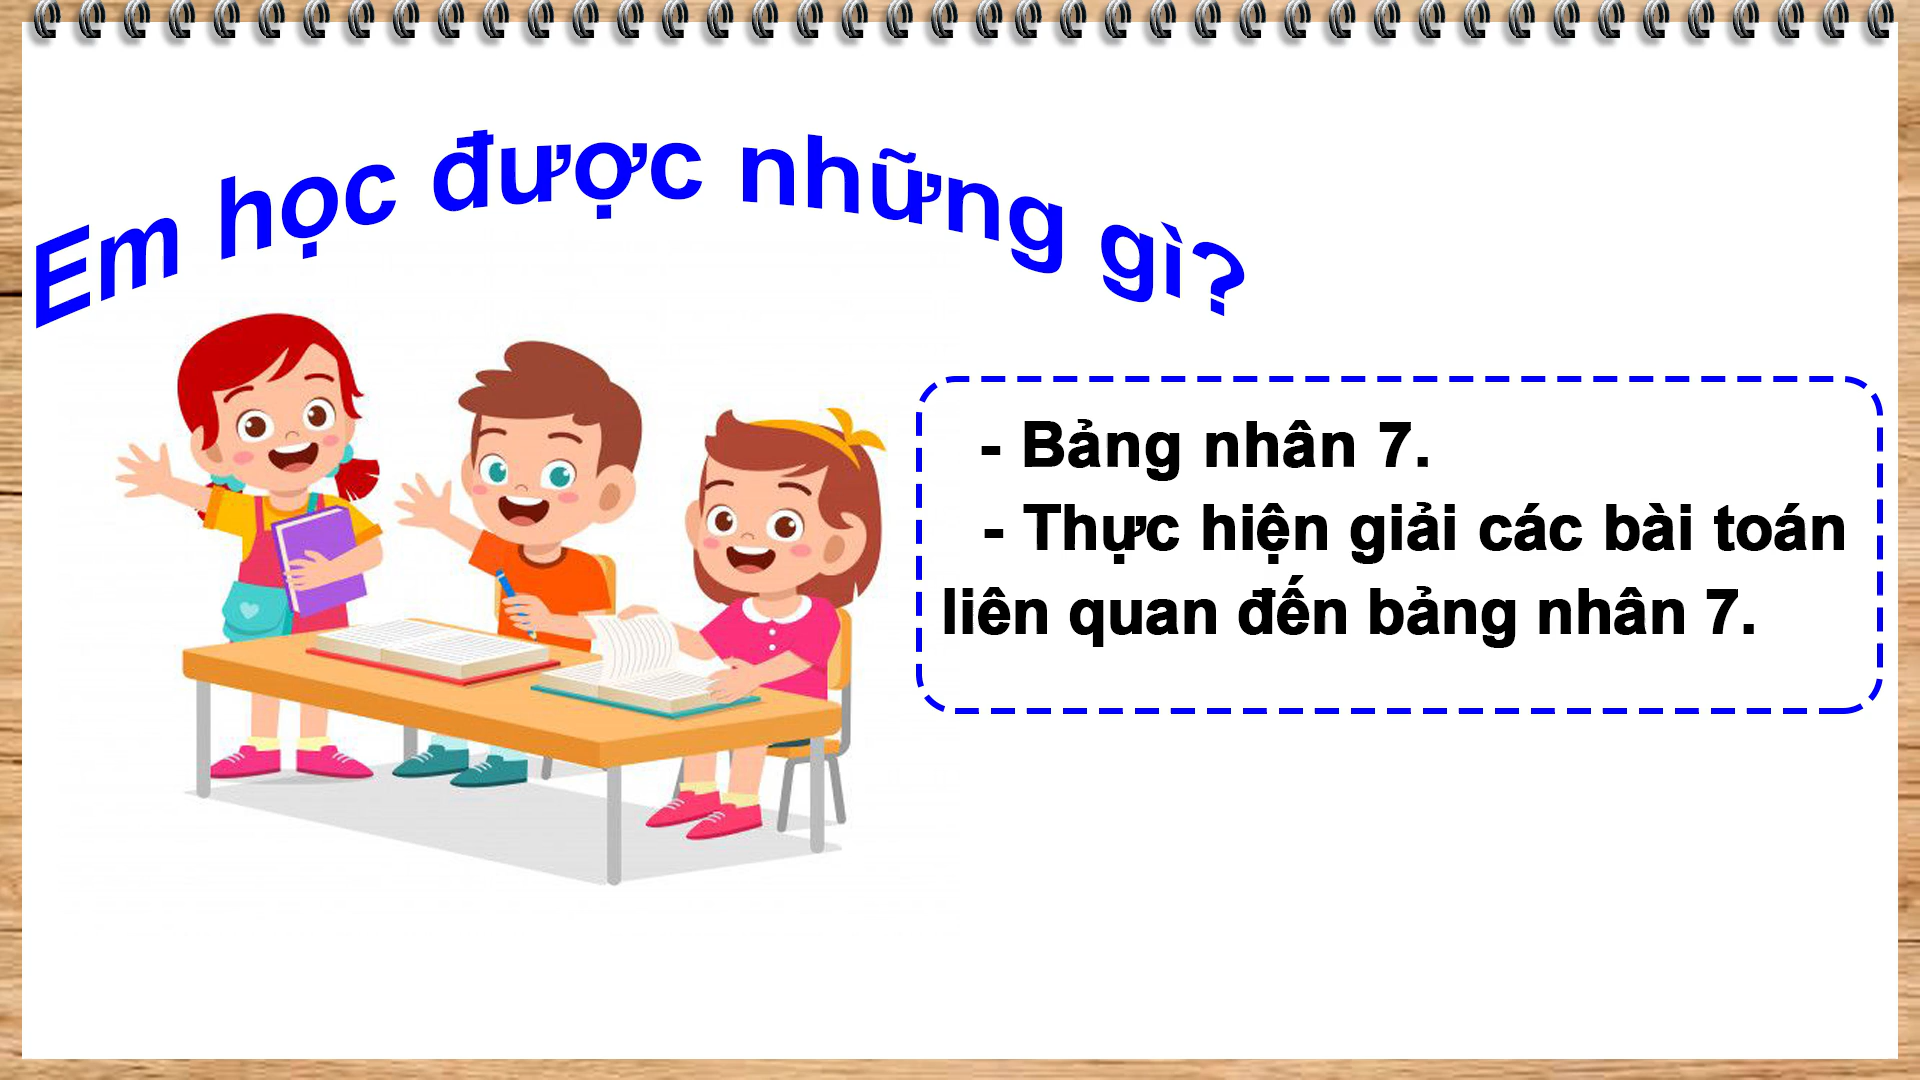 Em học được những gì?
- Bảng nhân 7.
- Thực hiện giải các bài toán
liên quan đến bảng nhân 7.